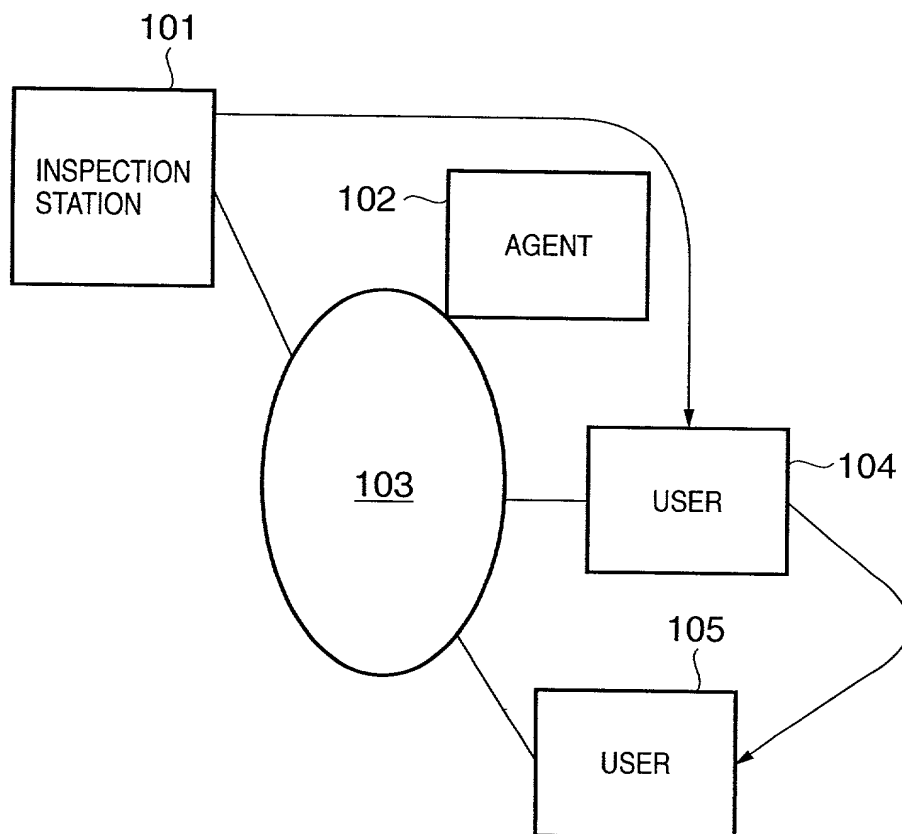 101
INSPECTION
STATION
102
AGENT
103
USER
104
105
USER